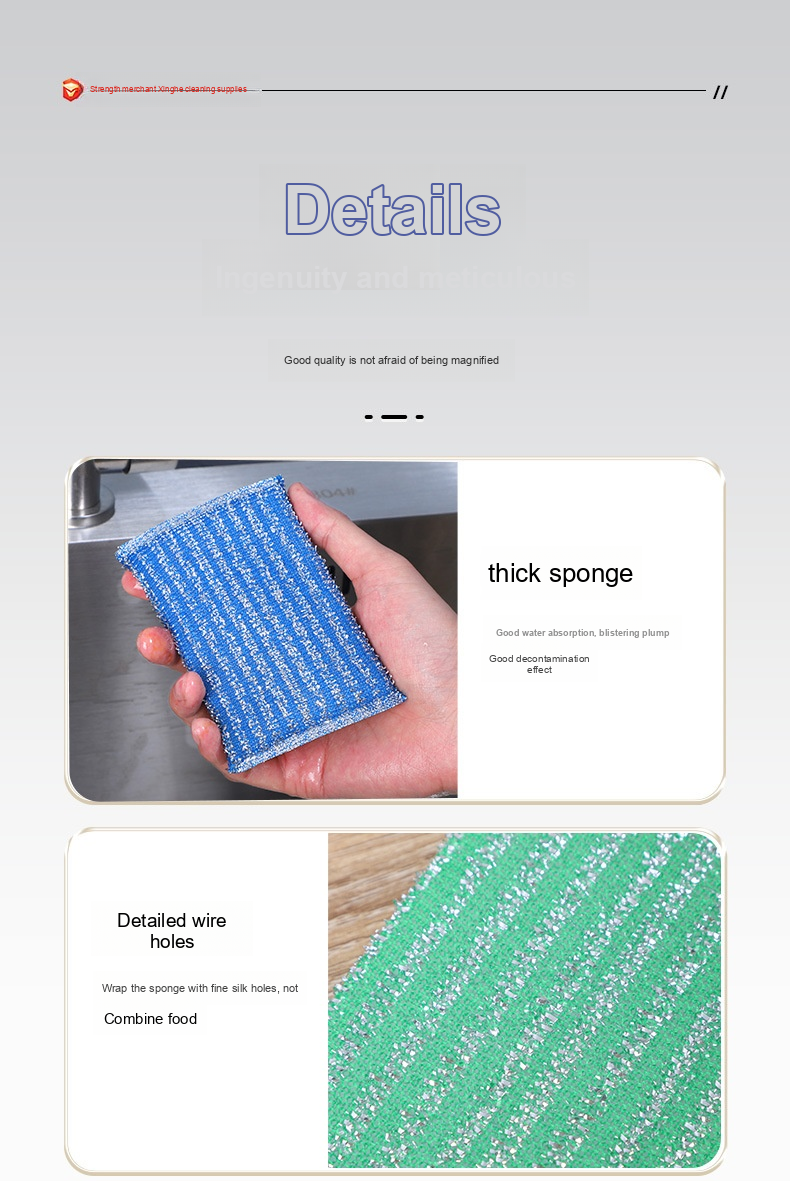 Strength merchant Xinghe cleaning supplies
//
Details
Ingenuity and meticulous
Good quality is not afraid of being magnified
thick sponge
Good water absorption, blistering plump
Good decontamination
effect
Detailed wire
holes
Wrap the sponge with fine silk holes, not
Combine food